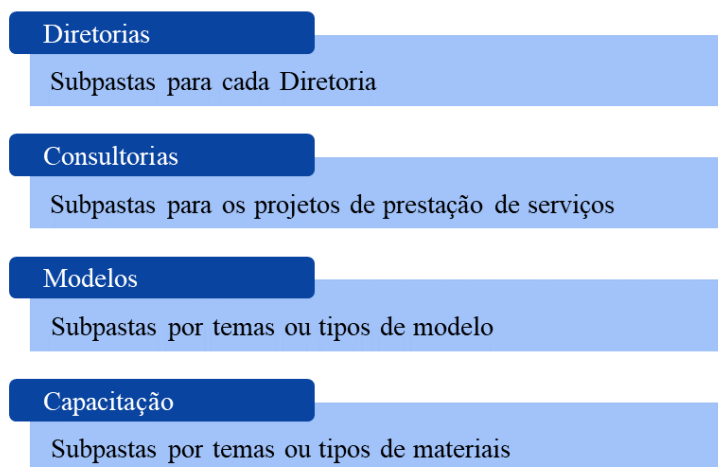 Diretorias
Subpastas para cada Diretoria
Consultorias
Subpastas para os projetos de prestação de serviços
Modelos
Subpastas por temas ou tipos de modelo
Capacitação
Subpastas por temas ou tipos de materiais